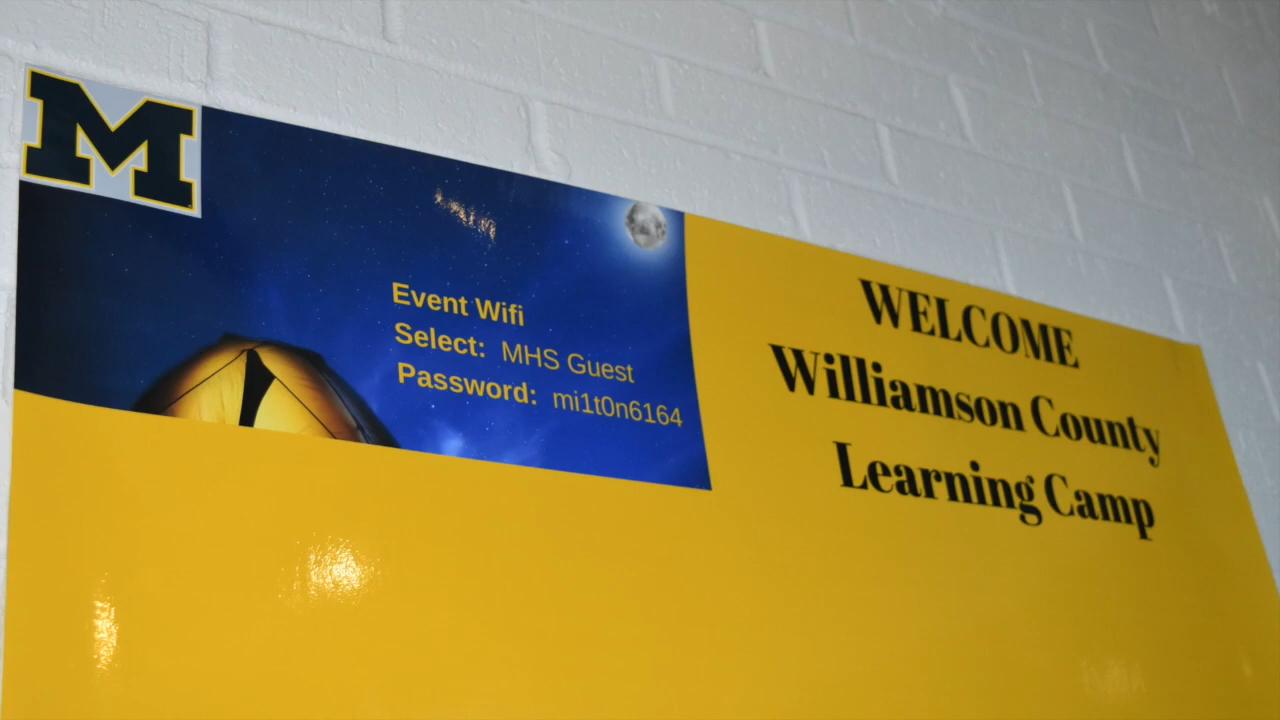 M
Event Wifi
Select: MHS Guest
Password: mi1t0n6164
WELCOME
Williamson County
Learning Camp